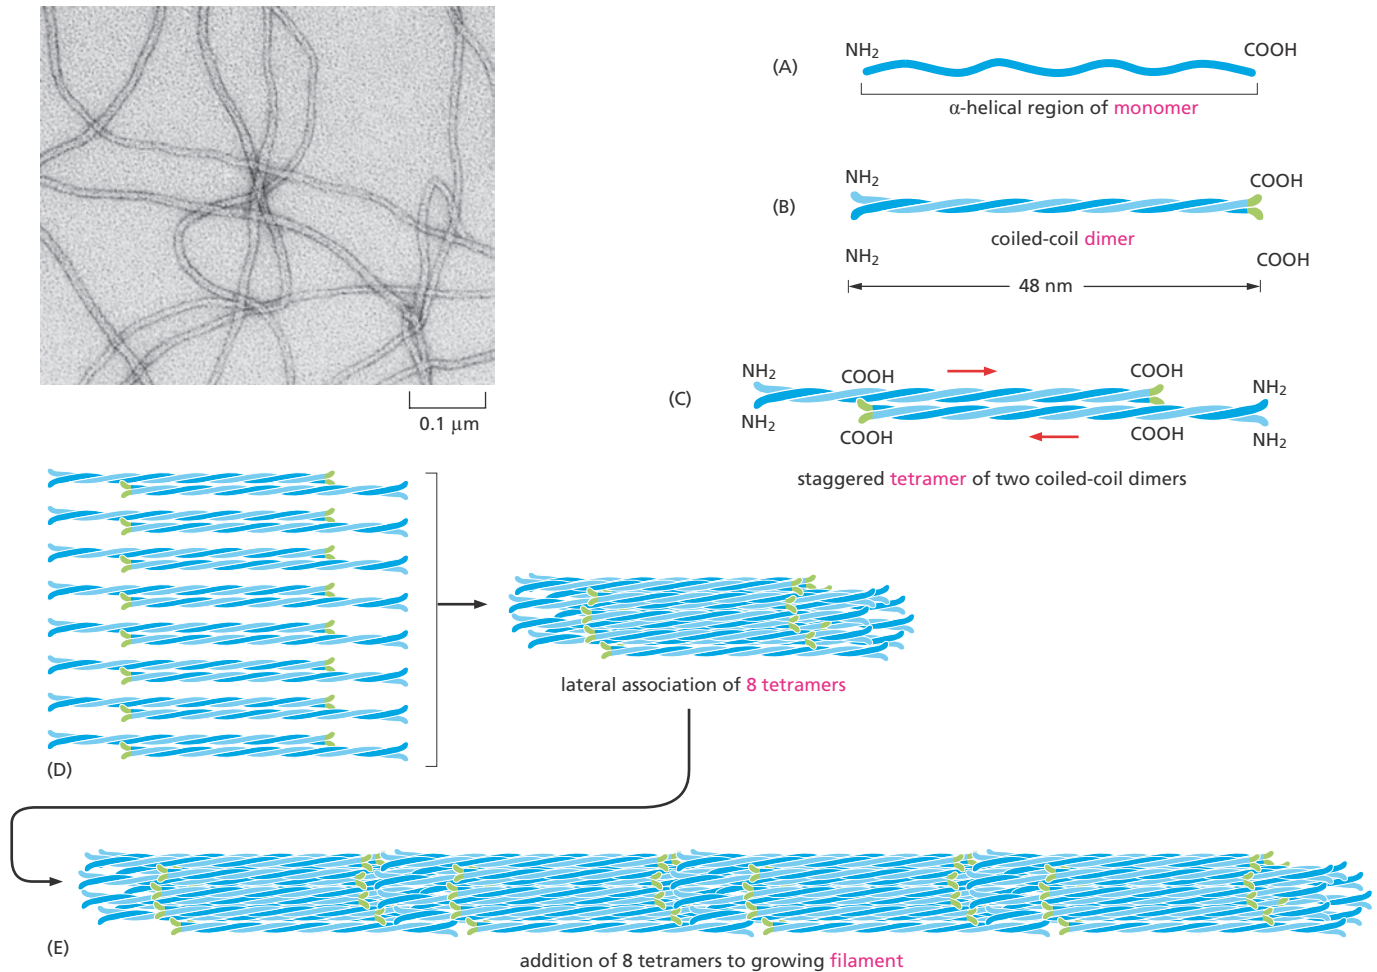 0.1 μm
(A)
NH2
COOH
α-helical region of monomer
(B)
NH2
COOH
coiled-coil dimer
NH2
COOH
48 nm
(C)
NH2
COOH
COOH
NH2
NH2
COOH
COOH
NH2
staggered tetramer of two coiled-coil dimers
(D)
lateral association of 8 tetramers
(E)
addition of 8 tetramers to growing filament